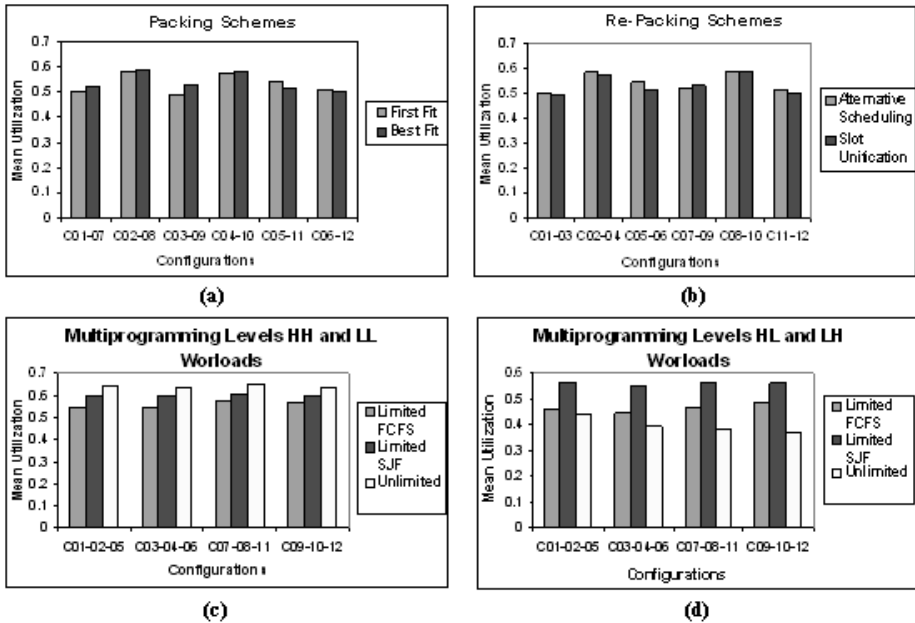 Packing Schemes
Mean Utilization
0.7
0.6
0.5
0.4
0.3
0.2
0.1
0
C01-07 C02-08 C03-09 C04-10 C05-11 C06-12
Configurations
First Fit
Best Fit
(a)
Re-Packing Schemes
Mean Utilization
0.7
0.6
0.5
0.4
0.3
0.2
0.1
0
C01-03 C02-04 C05-06 C07-09 C08-10 C11-12
Configurations
Alternative
Scheduling
Slot
Unification
(b)
Multiprogramming Levels HH and LL
Worloads
Mean Utilization
0.7
0.6
0.5
0.4
0.3
0.2
0.1
0
C01-02-05 C03-04-06 C07-08-11 C09-10-12
Configurations
Limited
FCFS
Limited
SJF
Unlimited
(c)
Multiprogramming Levels HL and LH
Worloads
Mean Utilization
0.6
0.5
0.4
0.3
0.2
0.1
0
C01-02-05 C03-04-06 C07-08-11 C09-10-12
Configurations
Limited
FCFS
Limited
SJF
Unlimited
(d)